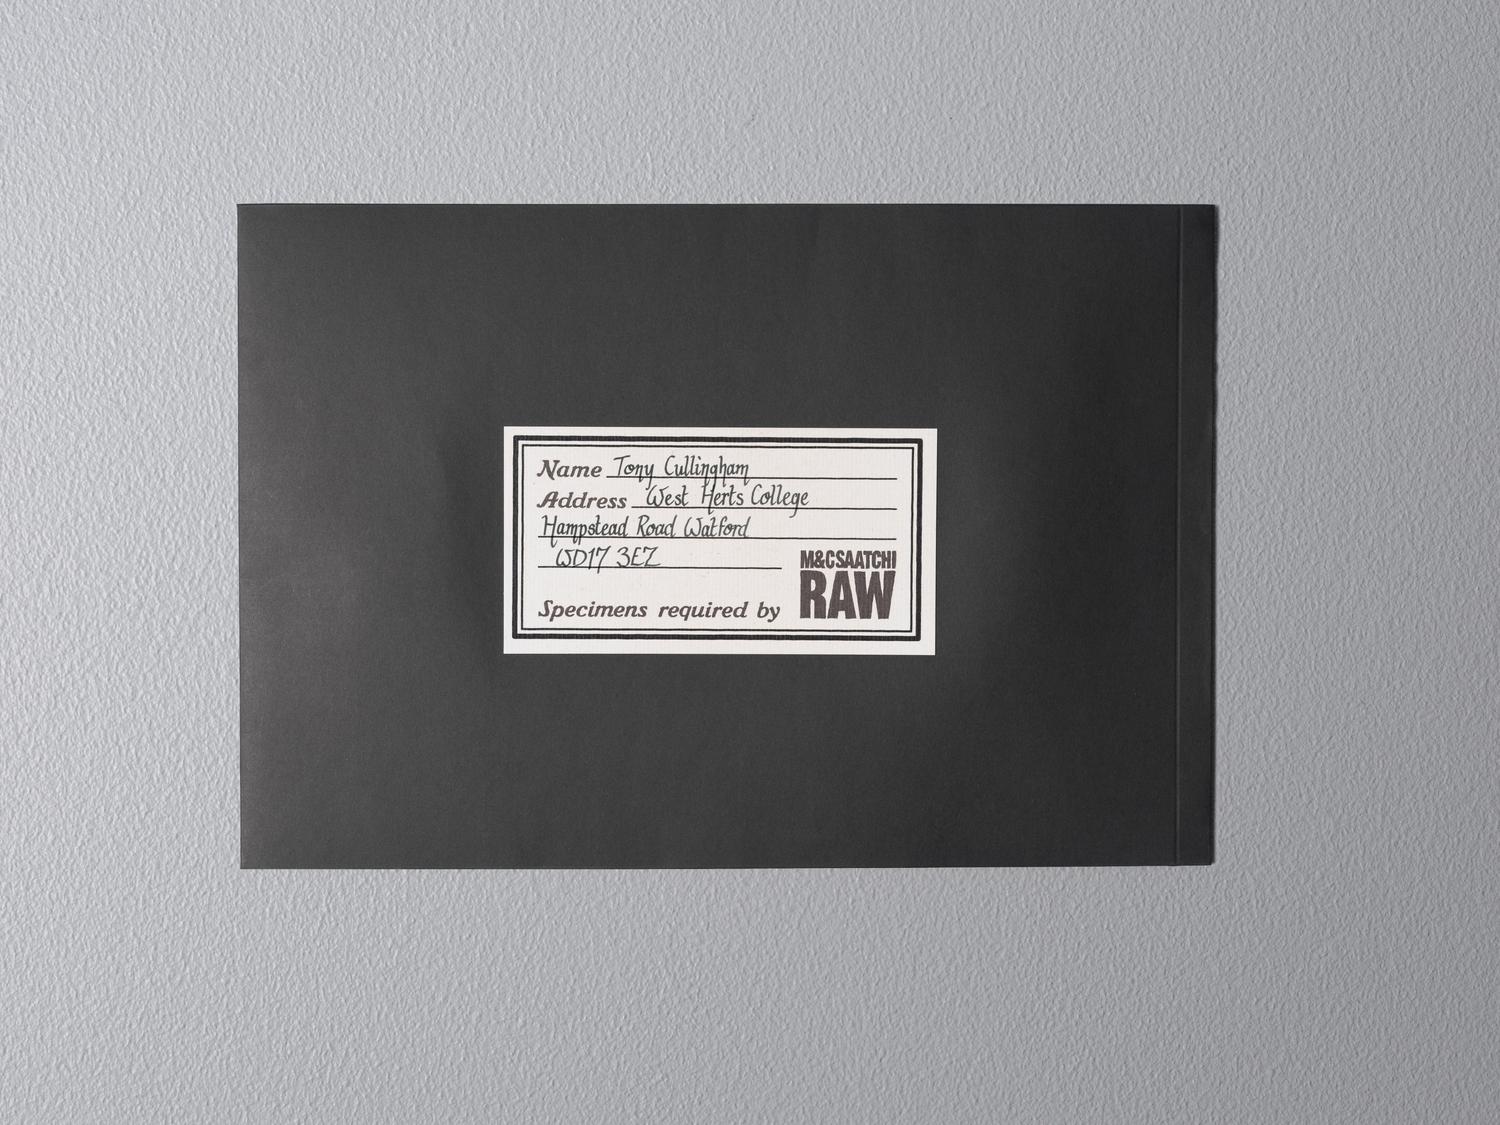 Name Tony Cullingham
Address West Herts College
Hampstead Road Watford
WD17 3EZ
Specimens required by
M&CSAATCHI
RAW